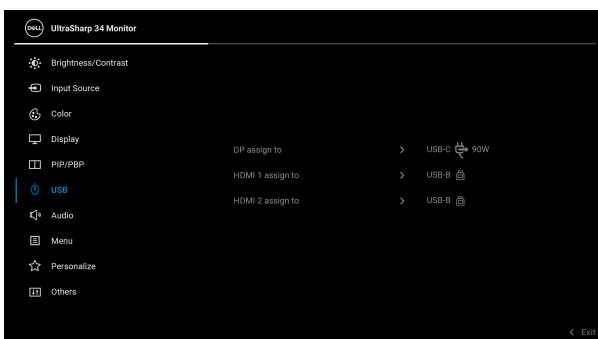 DELL UltraSharp 34 Monitor
Brightness/Contrast
Input Source
Color
Display
PIP/PBP
USB
Audio
Menu
Personalize
Others
DP assign to > USB-C 90W
HDMI 1 assign to > USB-B
HDMI 2 assign to > USB-B
< Exit